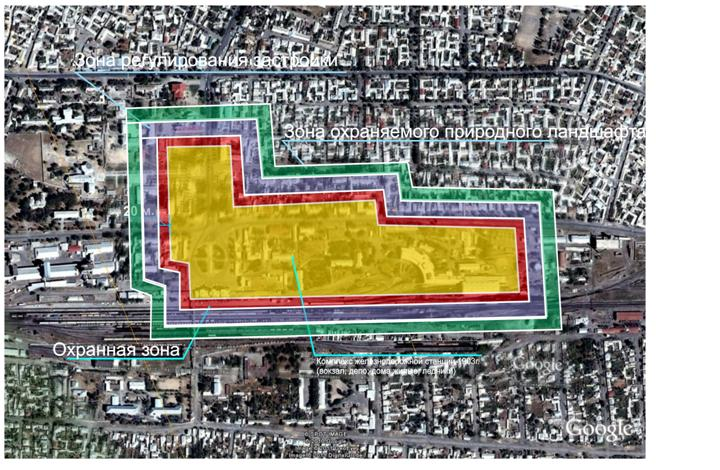 Зона регулирования застройки
Зона охраняемого природного ландшафта
20 м.
Охранная зона
Комплекс железнодорожной станции 1903г.
(вокзал, депо, дома жилые, ледник)
Google